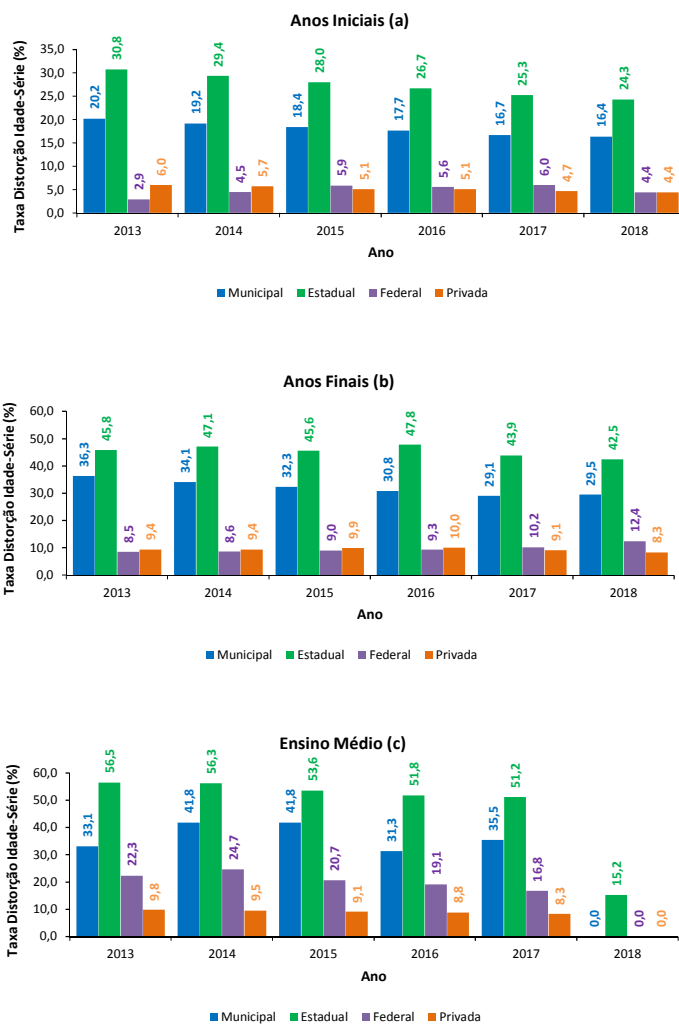 Anos Iniciais (a)
Taxa Distorção Idade-Série (%)
35,0
30,0
25,0
20,0
15,0
10,0
5,0
0,0
20,2 30,8 2,9 6,0
19,2 29,4 4,5 5,7
18,4 28,0 5,9 5,1
17,7 26,7 5,6 5,1
16,7 25,3 6,0 4,7
16,4 24,3 4,4 4,4
2013 2014 2015 2016 2017 2018
Ano
Municipal Estadual Federal Privada
Anos Finais (b)
Taxa Distorção Idade-Série (%)
60,0
50,0
40,0
30,0
20,0
10,0
0,0
36,3 45,8 8,5 9,4
34,1 47,1 8,6 9,4
32,3 45,6 9,0 9,9
30,8 47,8 9,3 10,0
29,1 43,9 10,2 9,1
29,5 42,5 12,4 8,3
2013 2014 2015 2016 2017 2018
Ano
Municipal Estadual Federal Privada
Ensino Médio (c)
Taxa Distorção Idade-Série (%)
60,0
50,0
40,0
30,0
20,0
10,0
0,0
33,1 56,5 22,3 9,8
41,8 56,3 24,7 9,5
41,8 53,6 20,7 9,1
31,3 51,8 19,1 8,8
35,5 51,2 16,8 8,3
0,0 15,2 0,0 0,0
2013 2014 2015 2016 2017 2018
Ano
Municipal Estadual Federal Privada